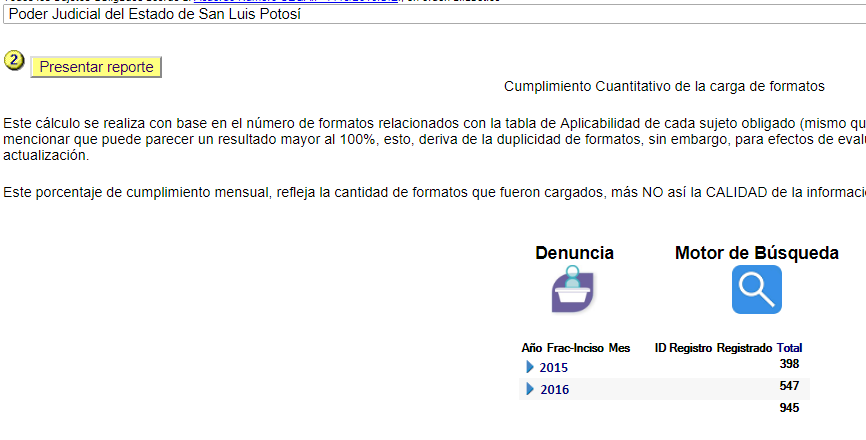 Poder Judicial del Estado de San Luis Potosí
2 Presentar reporte
Cumplimiento Cuantitativo de la carga de formatos
Este cálculo se realiza con base en el número de formatos relacionados con la tabla de Aplicabilidad de cada sujeto obligado (mismo qu
mencionar que puede parecer un resultado mayor al 100%, esto, deriva de la duplicidad de formatos, sin embargo, para efectos de eval
actualización.
Este porcentaje de cumplimiento mensual, refleja la cantidad de formatos que fueron cargados, más NO así la CALIDAD de la informaci
Denuncia Motor de Búsqueda
Año Frac-Inciso Mes ID Registro Registrado Total
2015 398
2016 547
945